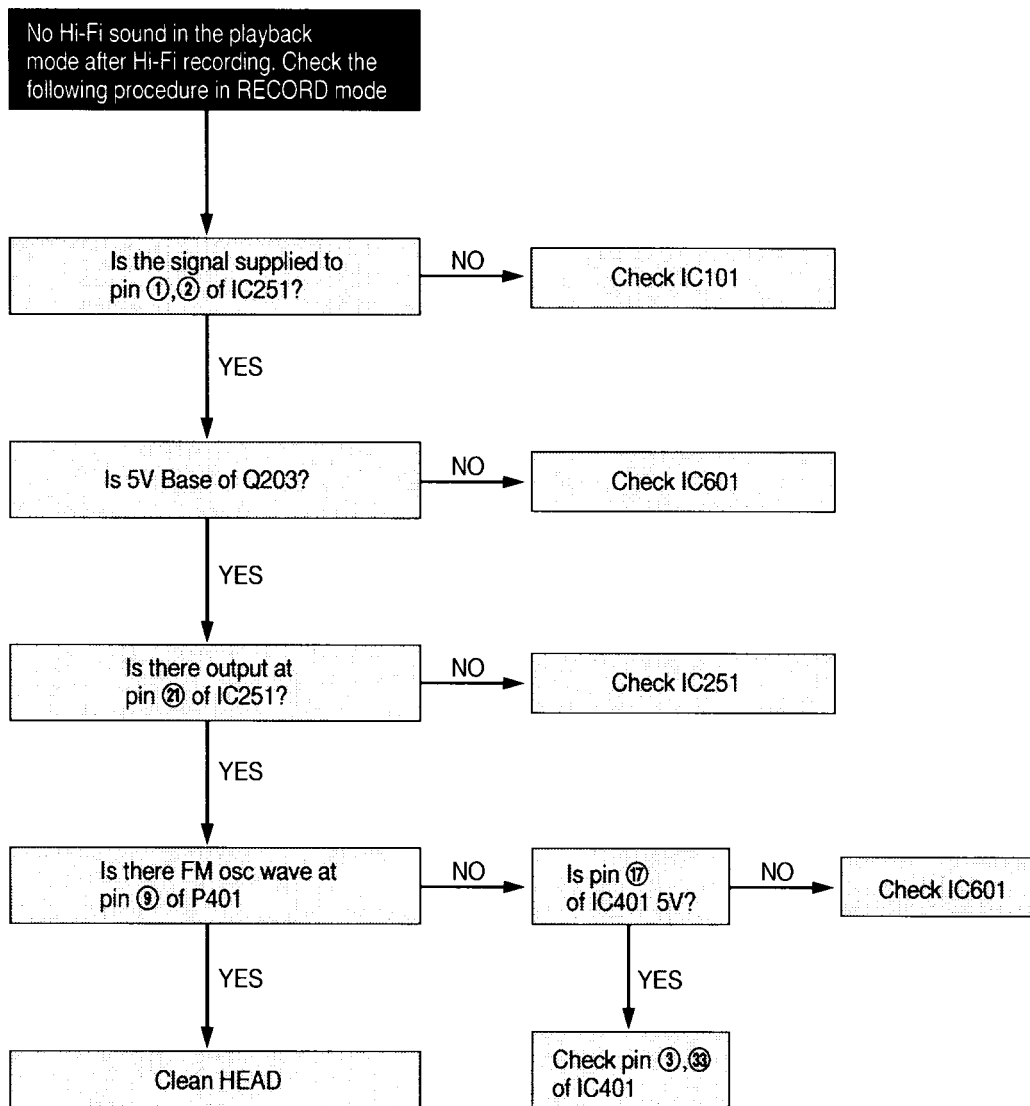 No Hi-Fi sound in the playback
mode after Hi-Fi recording. Check the
following procedure in RECORD mode
Is the signal supplied to
pin ①,② of IC251?
NO
Check IC101
YES
Is 5V Base of Q203?
NO
Check IC601
YES
Is there output at
pin ㉑ of IC251?
NO
Check IC251
YES
Is there FM osc wave at
pin ⑨ of P401
NO
Is pin ⑰
of IC401 5V?
NO
Check IC601
YES
YES
Clean HEAD
Check pin ③,㉝
of IC401